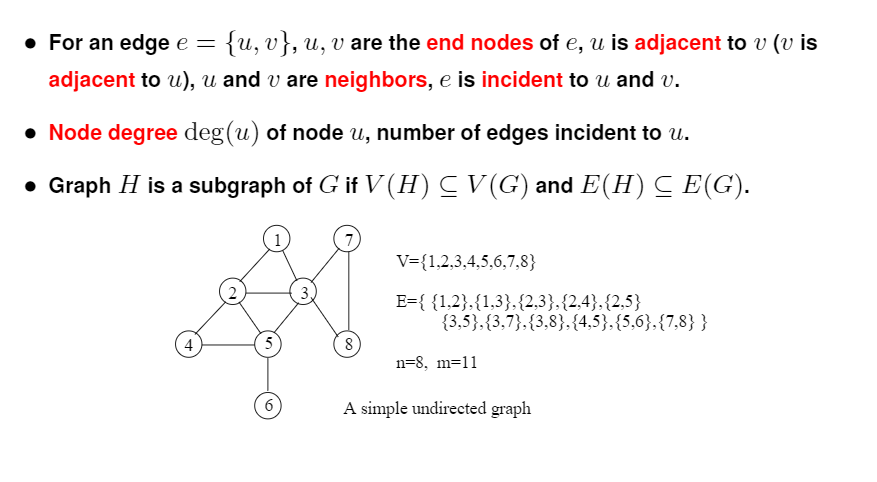 • For an edge e = {u, v}, u, v are the end nodes of e, u is adjacent to v (v is
adjacent to u), u and v are neighbors, e is incident to u and v.
• Node degree deg(u) of node u, number of edges incident to u.
• Graph H is a subgraph of G if V(H) ⊆ V(G) and E(H) ⊆ E(G).
1 7
V={1,2,3,4,5,6,7,8}
2 3
E={ {1,2},{1,3},{2,3},{2,4},{2,5}
{3,5},{3,7},{3,8},{4,5},{5,6},{7,8} }
4 5 8
n=8, m=11
6
A simple undirected graph